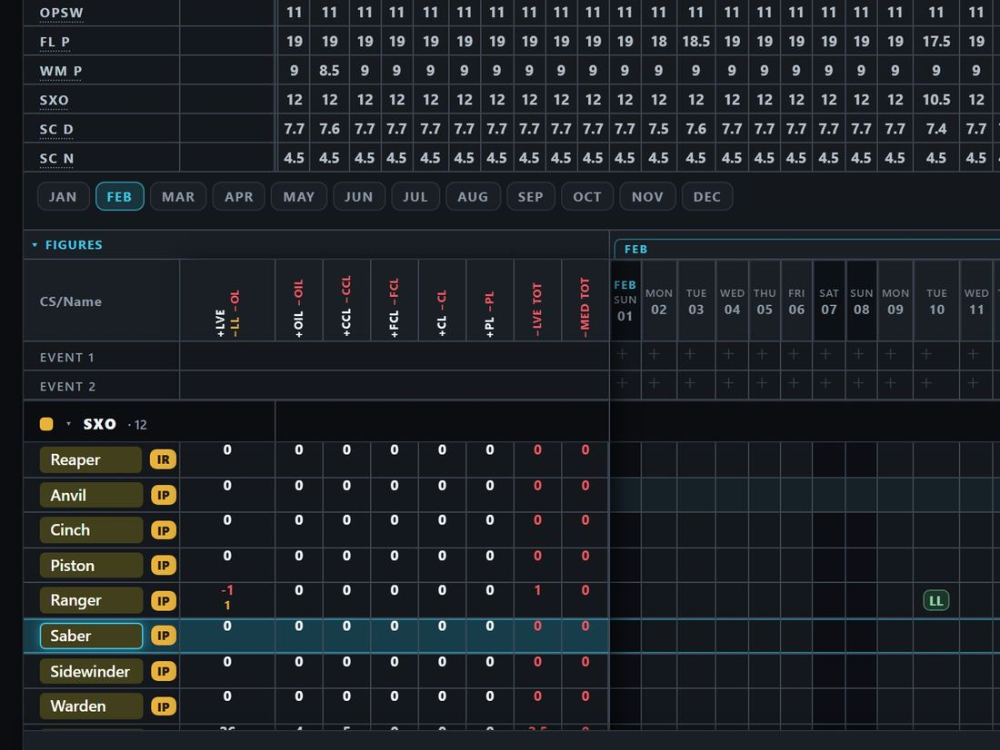 OPSW 11 11 11 11 11 11 11 11 11 11 11 11 11 11 11 11 11 11 11 11
FL P 19 19 19 19 19 19 19 19 19 19 19 18 18.5 19 19 19 19 19 17.5 19
WM P 9 8.5 9 9 9 9 9 9 9 9 9 9 9 9 9 9 9 9 9 9
SXO 12 12 12 12 12 12 12 12 12 12 12 12 12 12 12 12 12 12 10.5 12
SC D 7.7 7.6 7.7 7.7 7.7 7.7 7.7 7.7 7.7 7.7 7.7 7.5 7.6 7.7 7.7 7.7 7.7 7.7 7.4 7.7
SC N 4.5 4.5 4.5 4.5 4.5 4.5 4.5 4.5 4.5 4.5 4.5 4.5 4.5 4.5 4.5 4.5 4.5 4.5 4.5 4.5
JAN FEB MAR APR MAY JUN JUL AUG SEP OCT NOV DEC
FIGURES FEB
CS/Name +LVE –LL –OL +OIL –OIL +CCL –CCL +FCL –FCL +CL –CL +PL –PL –LVE TOT –MED TOT FEB SUN 01 MON 02 TUE 03 WED 04 THU 05 FRI 06 SAT 07 SUN 08 MON 09 TUE 10 WED 11
EVENT 1 + + + + + + + + + + +
EVENT 2 + + + + + + + + + + +
SXO · 12
Reaper IR 0 0 0 0 0 0 0 0
Anvil IP 0 0 0 0 0 0 0 0
Cinch IP 0 0 0 0 0 0 0 0
Piston IP 0 0 0 0 0 0 0 0
Ranger IP -1 1 0 0 0 0 0 1 0 LL
Saber IP 0 0 0 0 0 0 0 0
Sidewinder IP 0 0 0 0 0 0 0 0
Warden IP 0 0 0 0 0 0 0 0